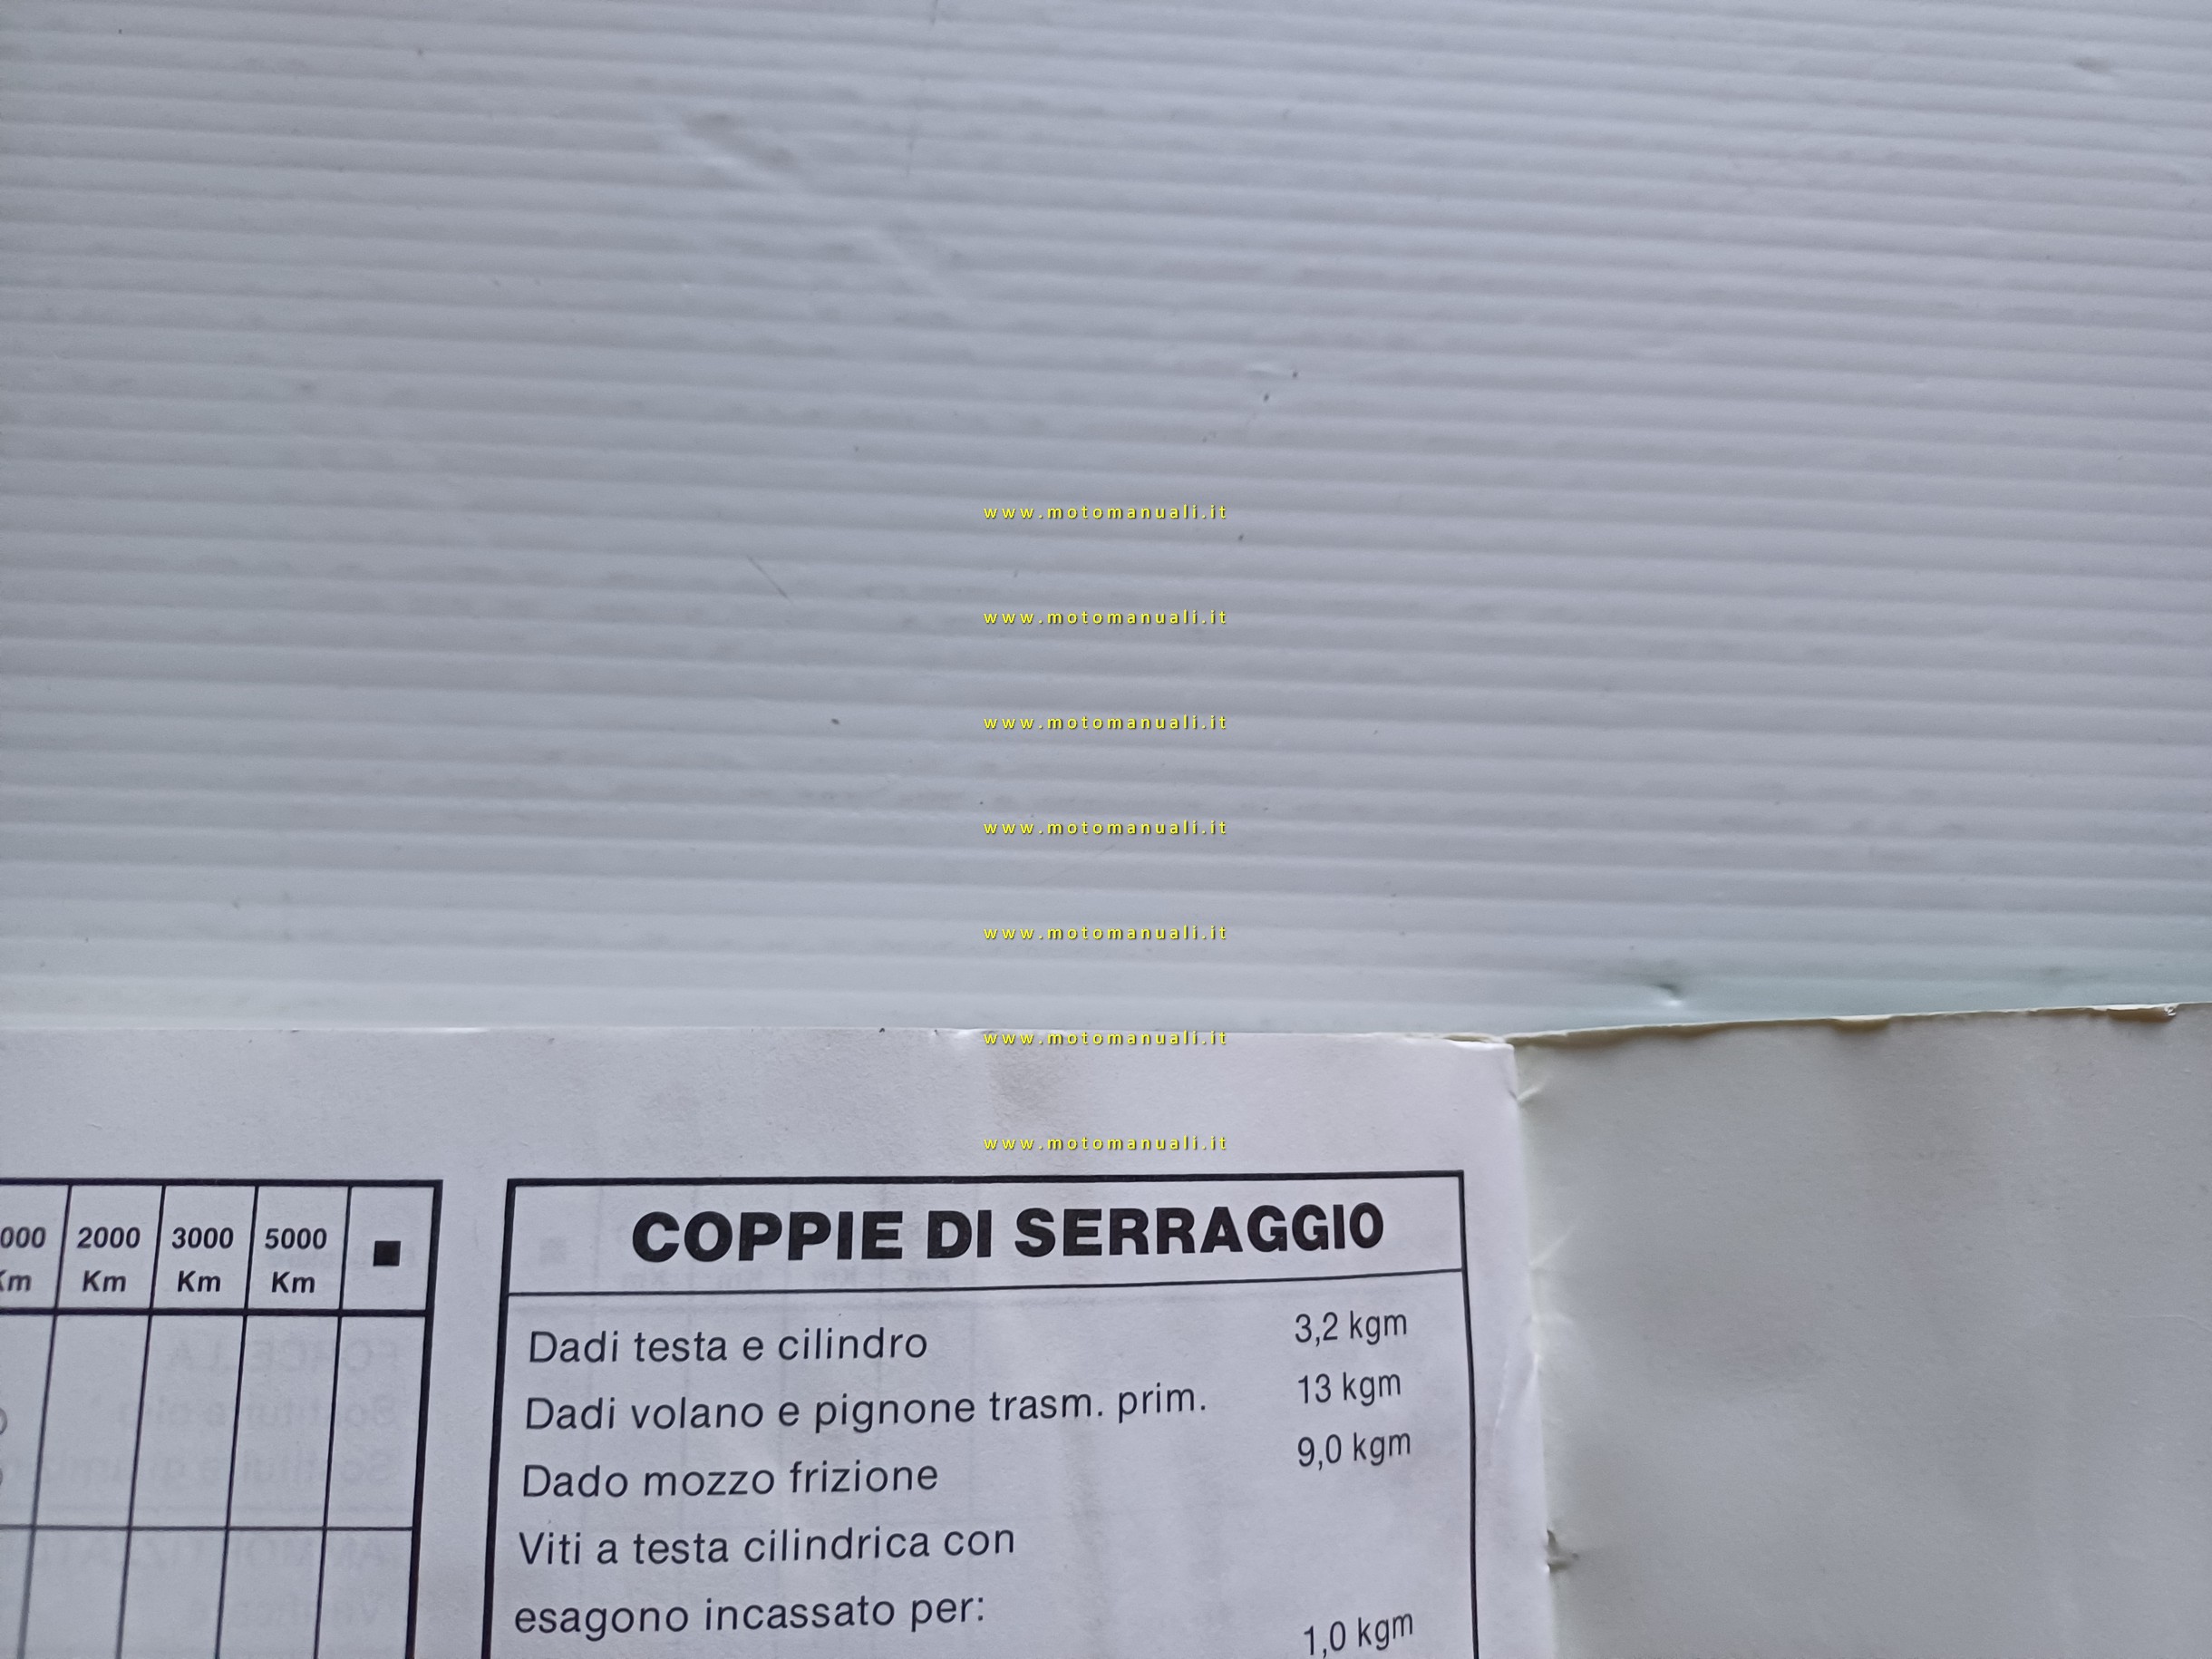 www.motomanuali.it
www.motomanuali.it
www.motomanuali.it
www.motomanuali.it
www.motomanuali.it
www.motomanuali.it
www.motomanuali.it
000 2000 3000 5000 ■
Km Km Km Km
COPPIE DI SERRAGGIO
Dadi testa e cilindro 3,2 kgm
Dadi volano e pignone trasm. prim. 13 kgm
Dado mozzo frizione 9,0 kgm
Viti a testa cilindrica con
esagono incassato per:
1,0 kgm